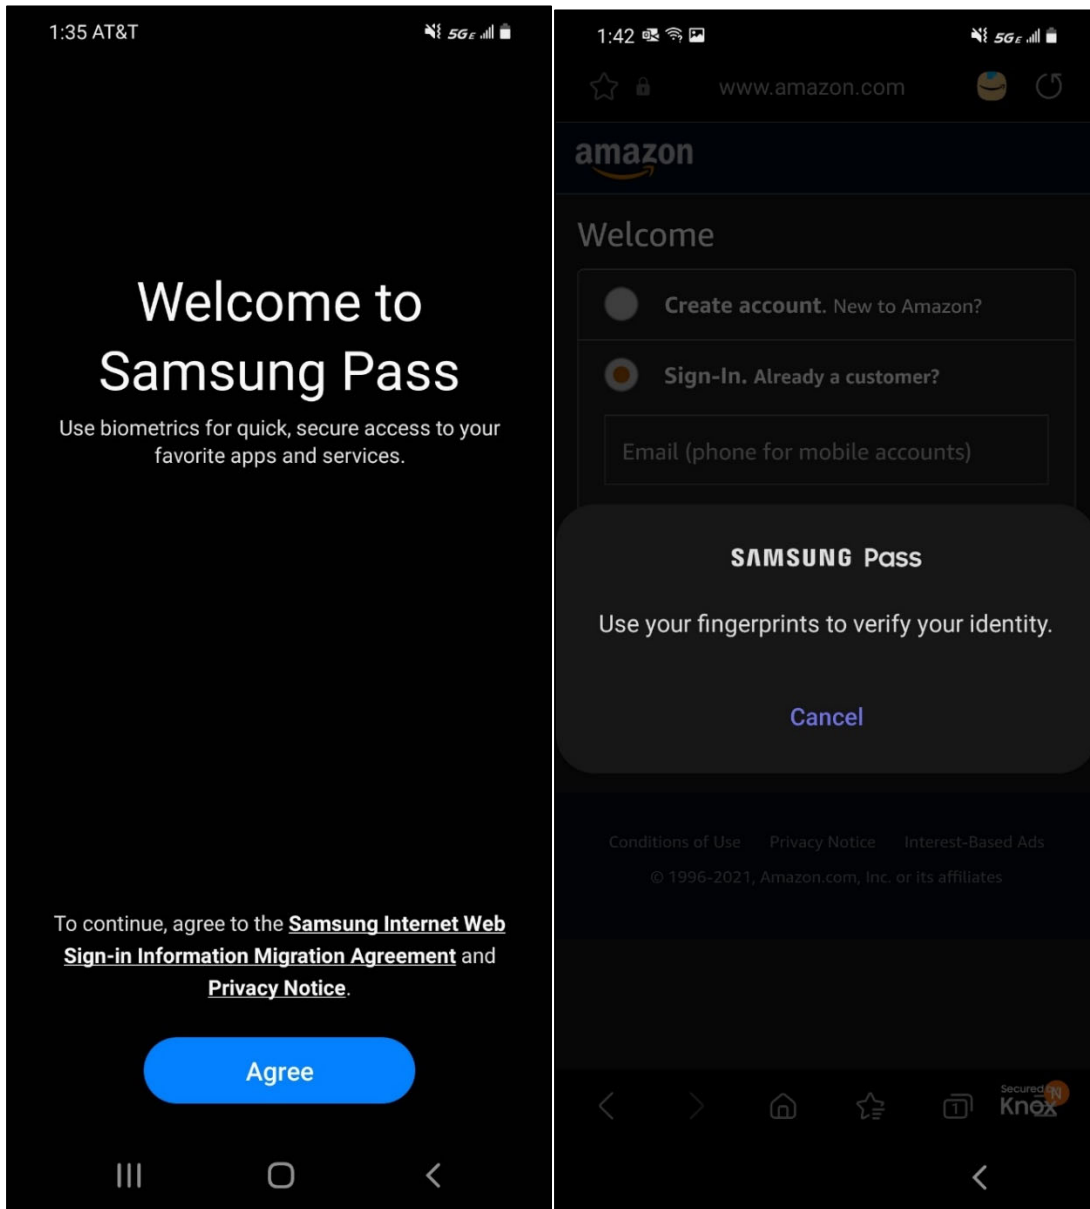 1:35 AT&T
5GE
Welcome to
Samsung Pass
Use biometrics for quick, secure access to your
favorite apps and services.
To continue, agree to the Samsung Internet Web
Sign-in Information Migration Agreement and
Privacy Notice.
Agree
1:42
5GE
www.amazon.com
amazon
Welcome
Create account. New to Amazon?
Sign-In. Already a customer?
Email (phone for mobile accounts)
SAMSUNG Pass
Use your fingerprints to verify your identity.
Cancel
Conditions of Use Privacy Notice Interest-Based Ads
© 1996-2021, Amazon.com, Inc. or its affiliates
1
N
Secured by
Knox